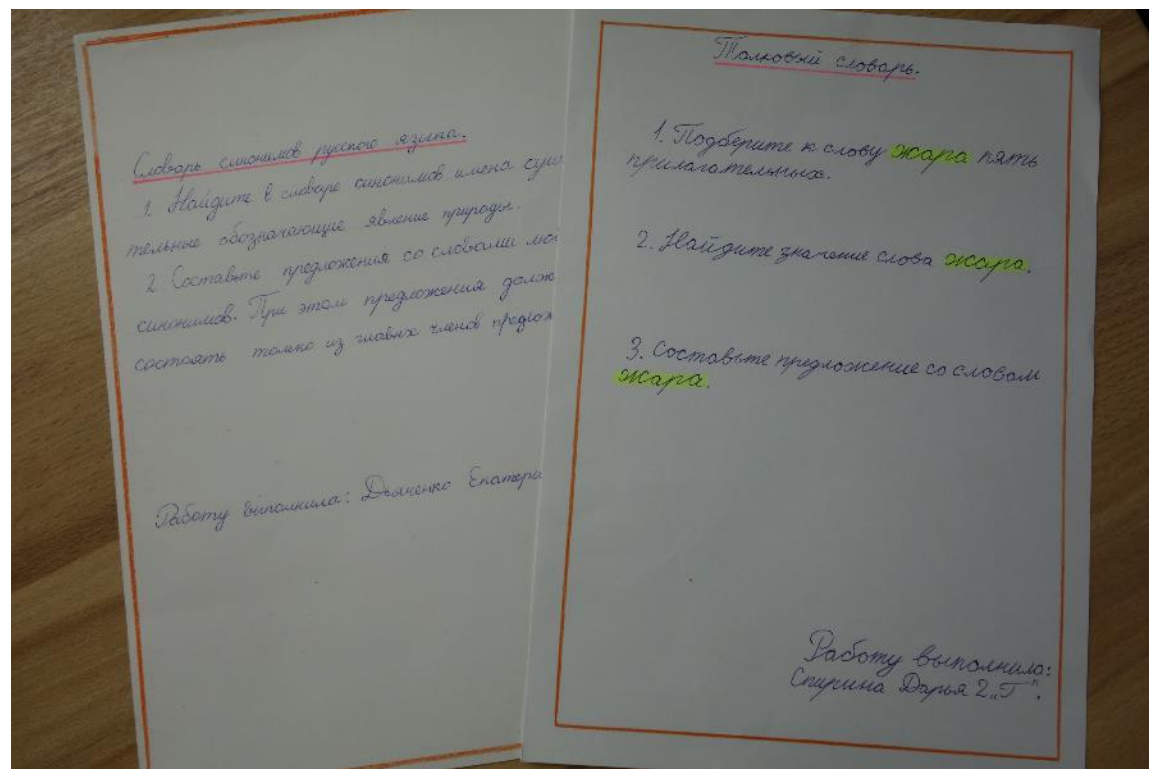 Словарь синонимов русского языка.
1. Найдите в словаре синонимов имена сущ
тельные обозначающие явление природы.
2. Составьте предложения со словами
синонимов. При этом предложения долж
состоять только из главных членов предлож
Работу выполнила: Дьяченко Екатери
Толковый словарь.
1. Подберите к слову жара пять
прилагательных.
2. Найдите значение слова жара.
3. Составьте предложение со словом
жара.
Работу выполнила:
Спирина Дарья 2„Г".